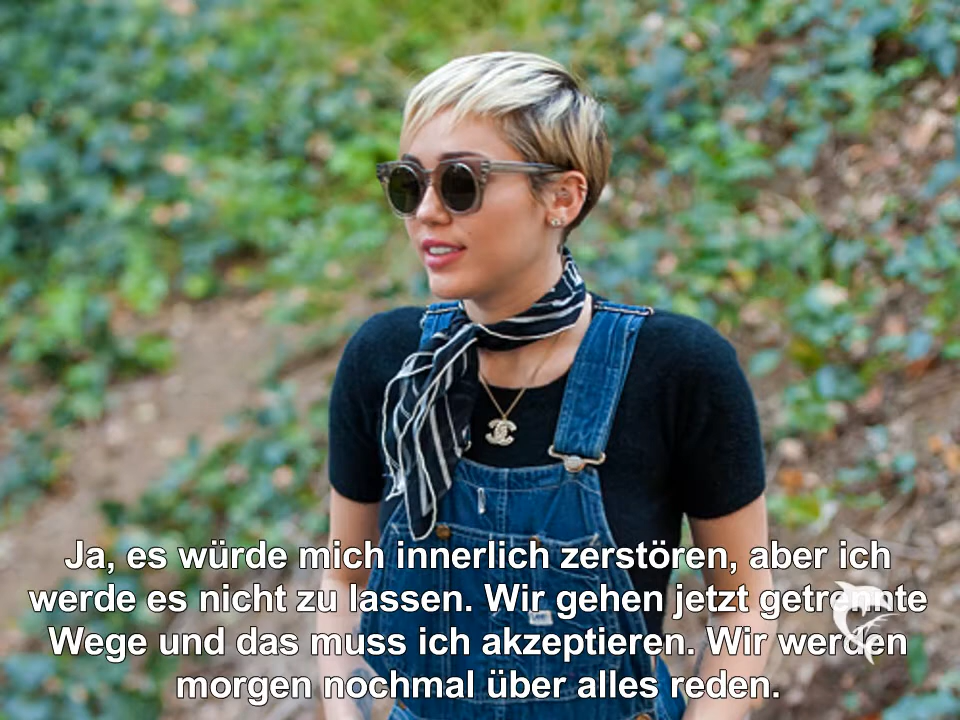 Ja, es würde mich innerlich zerstören, aber ich
werde es nicht zu lassen. Wir gehen jetzt getrennte
Wege und das muss ich akzeptieren. Wir werden
morgen nochmal über alles reden.